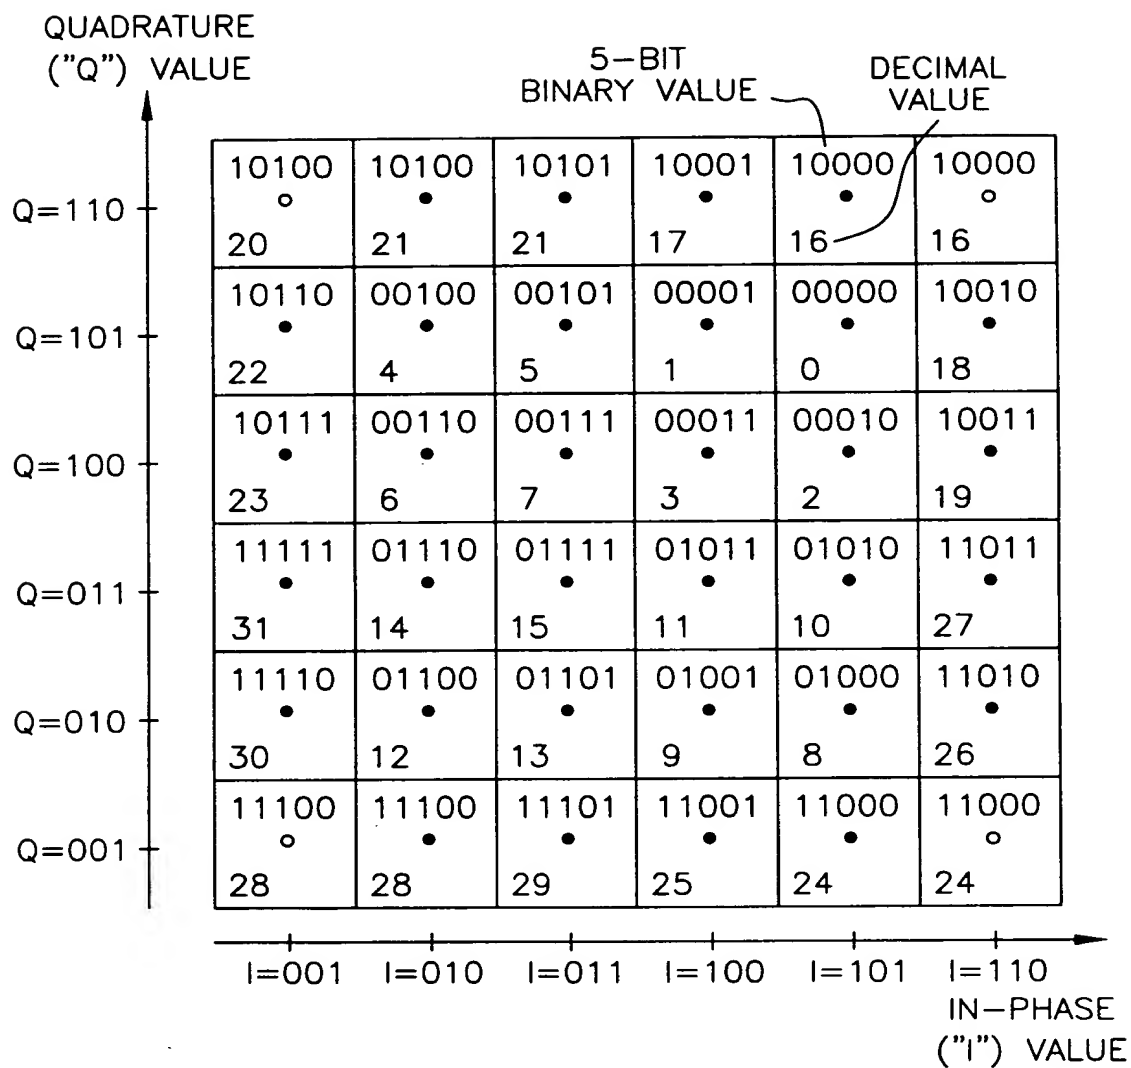 QUADRATURE
("Q") VALUE
5-BIT
BINARY VALUE
DECIMAL
VALUE
10100 10100 10101 10001 10000 10000
Q=110
20 21 21 17 16 16
10110 00100 00101 00001 00000 10010
Q=101
22 4 5 1 0 18
10111 00110 00111 00011 00010 10011
Q=100
23 6 7 3 2 19
11111 01110 01111 01011 01010 11011
Q=011
31 14 15 11 10 27
11110 01100 01101 01001 01000 11010
Q=010
30 12 13 9 8 26
11100 11100 11101 11001 11000 11000
Q=001
28 28 29 25 24 24
I=001 I=010 I=011 I=100 I=101 I=110
IN-PHASE
("I") VALUE